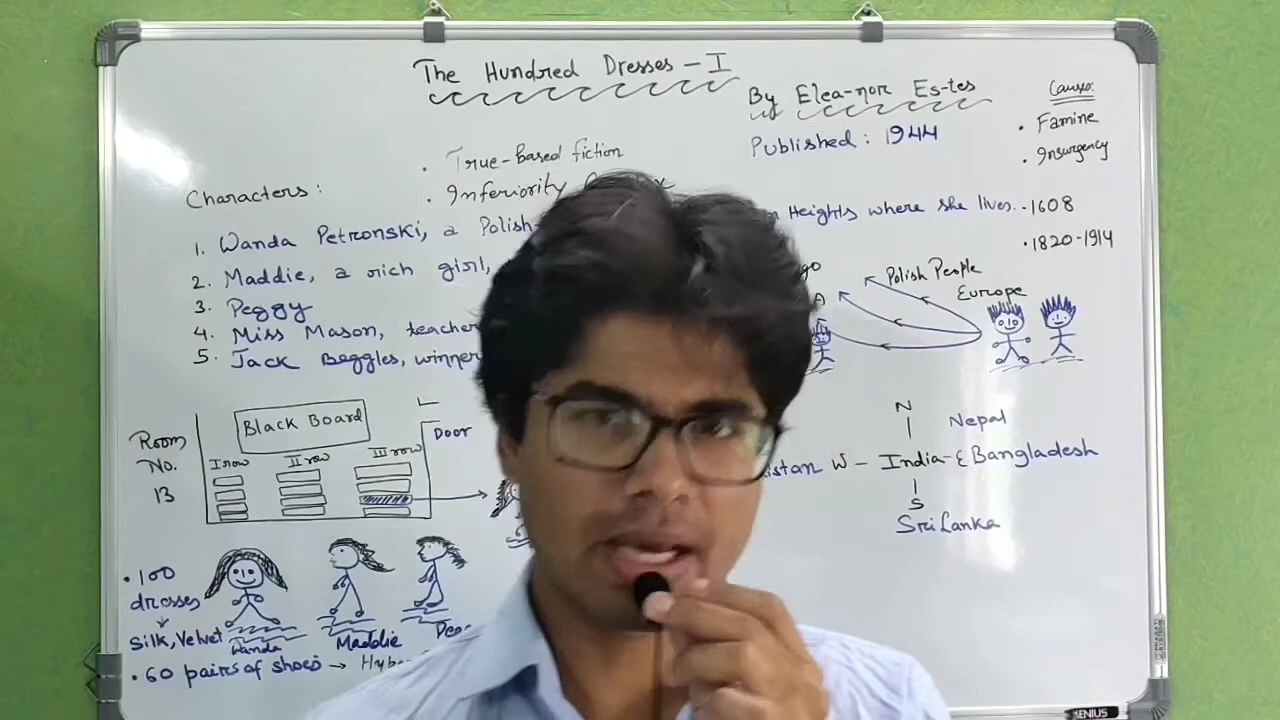 The Hundred Dresses - I
By Elea-nor Es-tes
Published : 1944
Causes:
• Famine
• Insurgency
• 1608
• 1820-1914
• True-based fiction
• Inferiority
Characters :
1. Wanda Petronski, a Polish-
Heights where she lives.
2. Maddie, a rich girl,
3. Peggy
4. Miss Mason, teacher
5. Jack Beggles, winner
Polish People
Europe
Room
No.
13
Black Board
Door
I row
II row
III row
N
Nepal
W - India - E Bangladesh
S
Sri Lanka
• 100
dresses
Silk, Velvet
Wanda
Maddie
• 60 pairs of shoes →